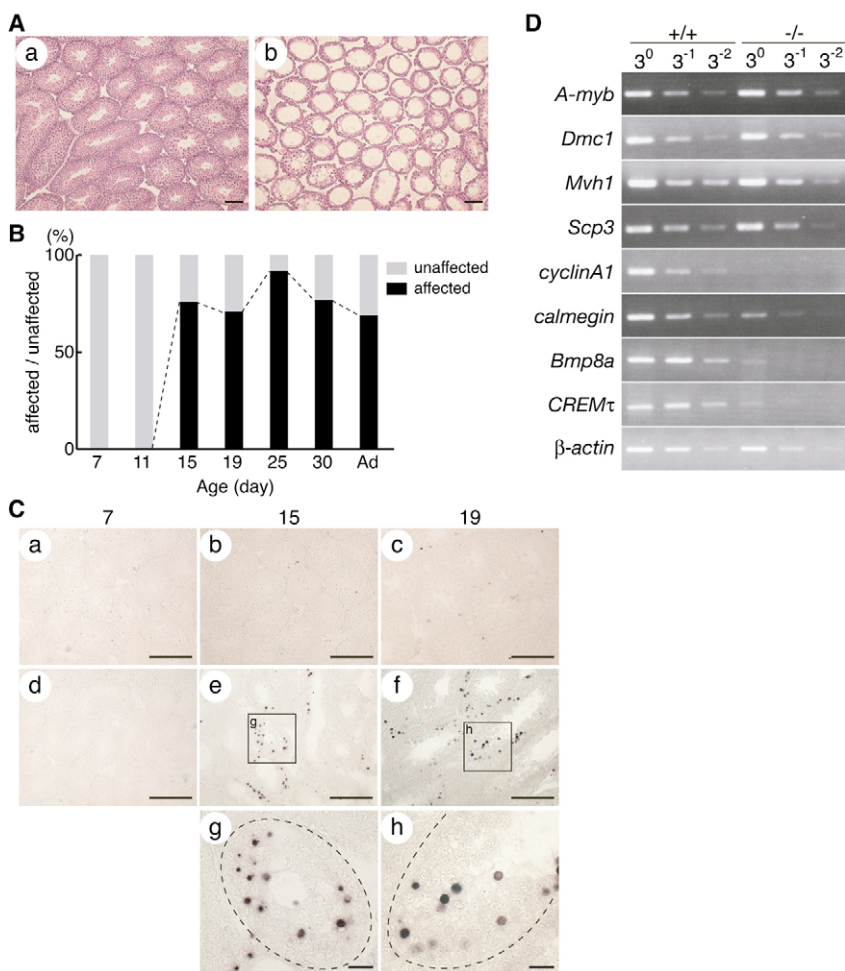 A
a
b
B
(%)
100
50
0
affected / unaffected
unaffected
affected
7 11 15 19 25 30 Ad
Age (day)
C
7 15 19
a b c
d e f
g h
g h
D
+/+ -/-
3⁰ 3⁻¹ 3⁻² 3⁰ 3⁻¹ 3⁻²
A-myb
Dmc1
Mvh1
Scp3
cyclinA1
calmegin
Bmp8a
CREMτ
β-actin